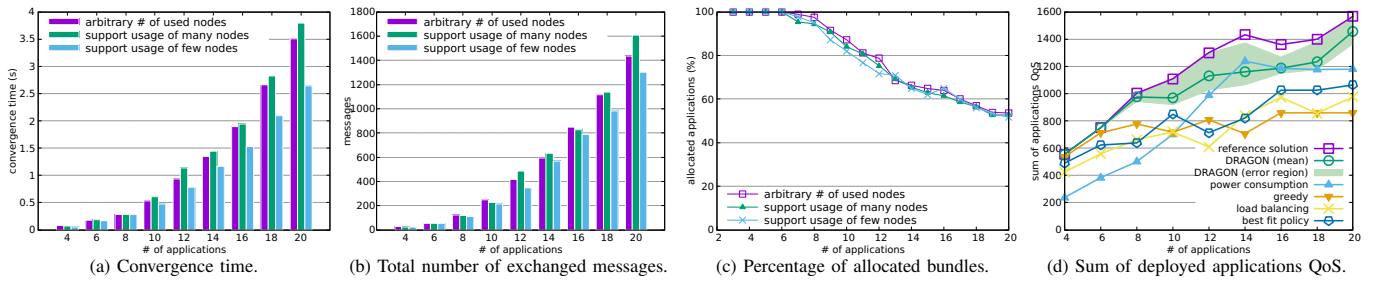 convergence time (s)
4
3.5
3
2.5
2
1.5
1
0.5
0
arbitrary # of used nodes
support usage of many nodes
support usage of few nodes
4 6 8 10 12 14 16 18 20
# of applications
(a) Convergence time.
messages
1800
1600
1400
1200
1000
800
600
400
200
0
arbitrary # of used nodes
support usage of many nodes
support usage of few nodes
4 6 8 10 12 14 16 18 20
# of applications
(b) Total number of exchanged messages.
allocated applications (%)
100
80
60
40
20
0
arbitrary # of used nodes
support usage of many nodes
support usage of few nodes
2 4 6 8 10 12 14 16 18 20
# of applications
(c) Percentage of allocated bundles.
sum of applications QoS
1600
1400
1200
1000
800
600
400
200
0
reference solution
DRAGON (mean)
DRAGON (error region)
power consumption
greedy
load balancing
best fit policy
4 6 8 10 12 14 16 18 20
# of applications
(d) Sum of deployed applications QoS.